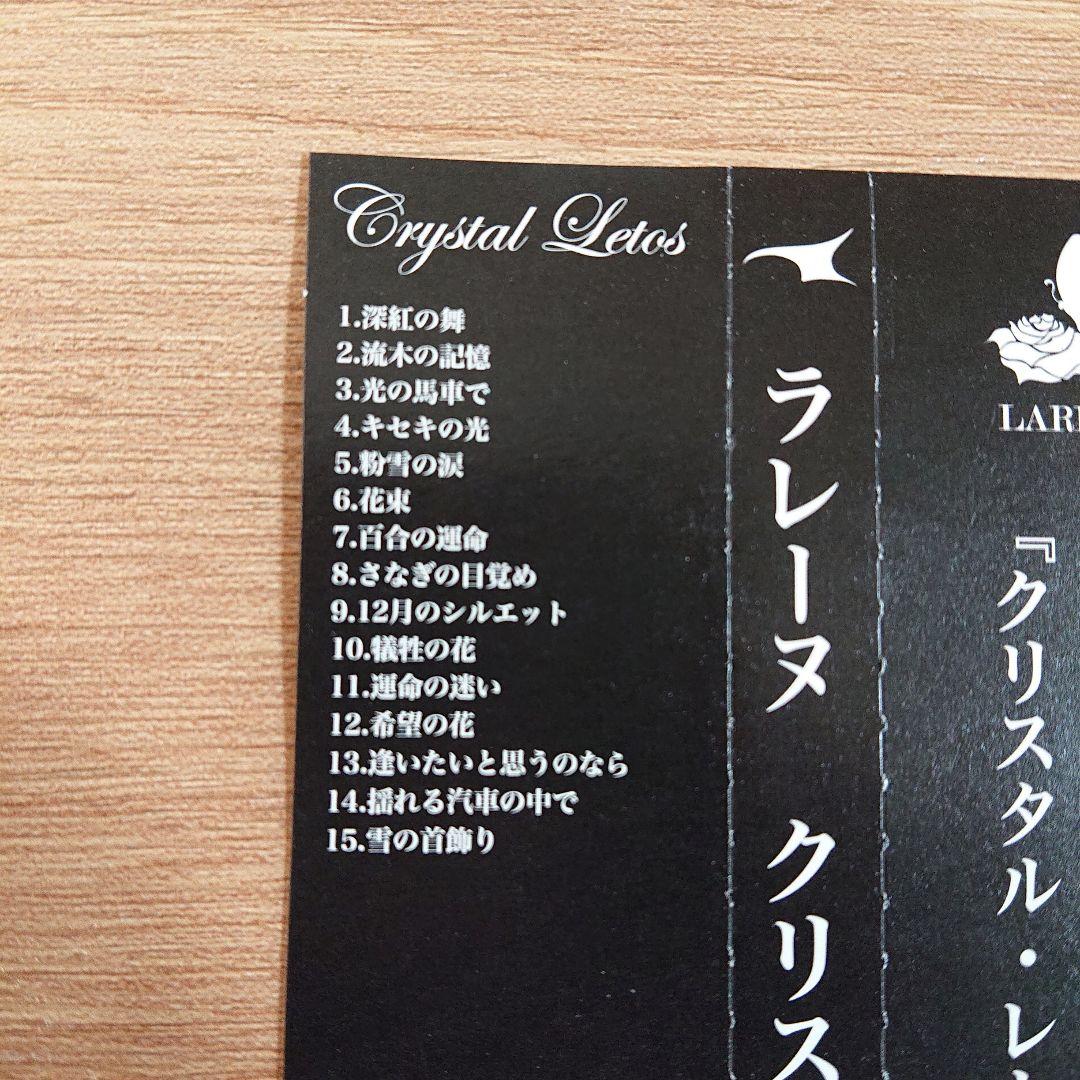 Crystal Letos
1.深紅の舞
2.流木の記憶
3.光の馬車で
4.キセキの光
5.粉雪の涙
6.花束
7.百合の運命
8.さなぎの目覚め
9.12月のシルエット
10.犠牲の花
11.運命の迷い
12.希望の花
13.逢いたいと思うのなら
14.揺れる汽車の中で
15.雪の首飾り
ラレーヌ クリス
LAR
『クリスタル・レ